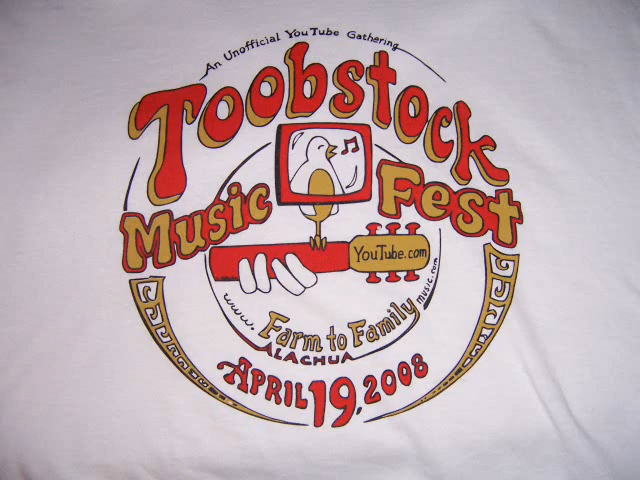 An Unofficial YouTube Gathering
Toobstock
Music Fest
YouTube.com
www.Farm to Family music.com
ALACHUA
APRIL 19, 2008